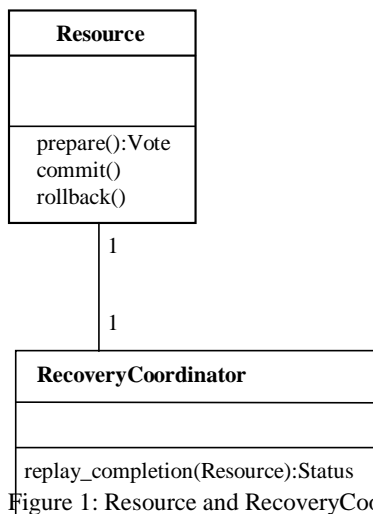 Resource
prepare():Vote
commit()
rollback()
1
1
RecoveryCoordinator
replay_completion(Resource):Status
Figure 1: Resource and RecoveryCoo